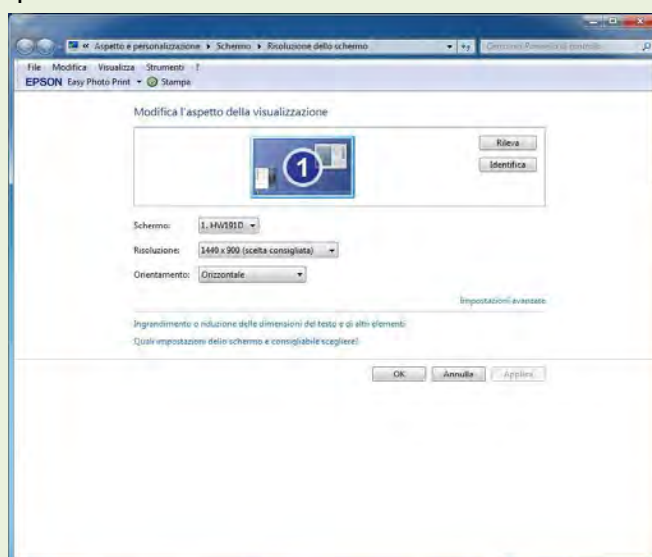 « Aspetto e personalizzazione ▸ Schermo ▸ Risoluzione dello schermo
File Modifica Visualizza Strumenti ?
EPSON Easy Photo Print Stampa
Modifica l'aspetto della visualizzazione
1
Rileva
Identifica
Schermo: 1. HW191D
Risoluzione: 1440 x 900 (scelta consigliata)
Orientamento: Orizzontale
Impostazioni avanzate
Ingrandimento o riduzione delle dimensioni del testo e di altri elementi
Quali impostazioni dello schermo è consigliabile scegliere?
OK Annulla Applica